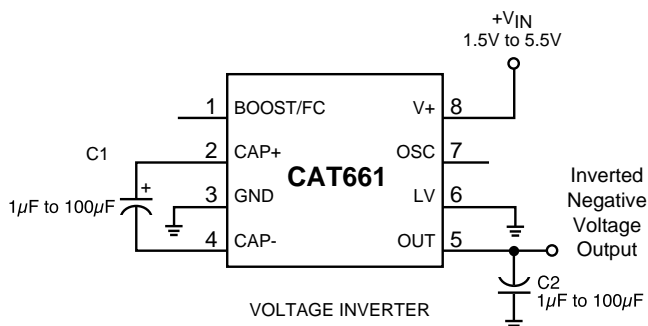 +VIN
1.5V to 5.5V
1 BOOST/FC V+ 8
2 CAP+ OSC 7
C1
CAT661
+
1µF to 100µF
3 GND LV 6
4 CAP- OUT 5
Inverted
Negative
Voltage
Output
C2
1µF to 100µF
VOLTAGE INVERTER